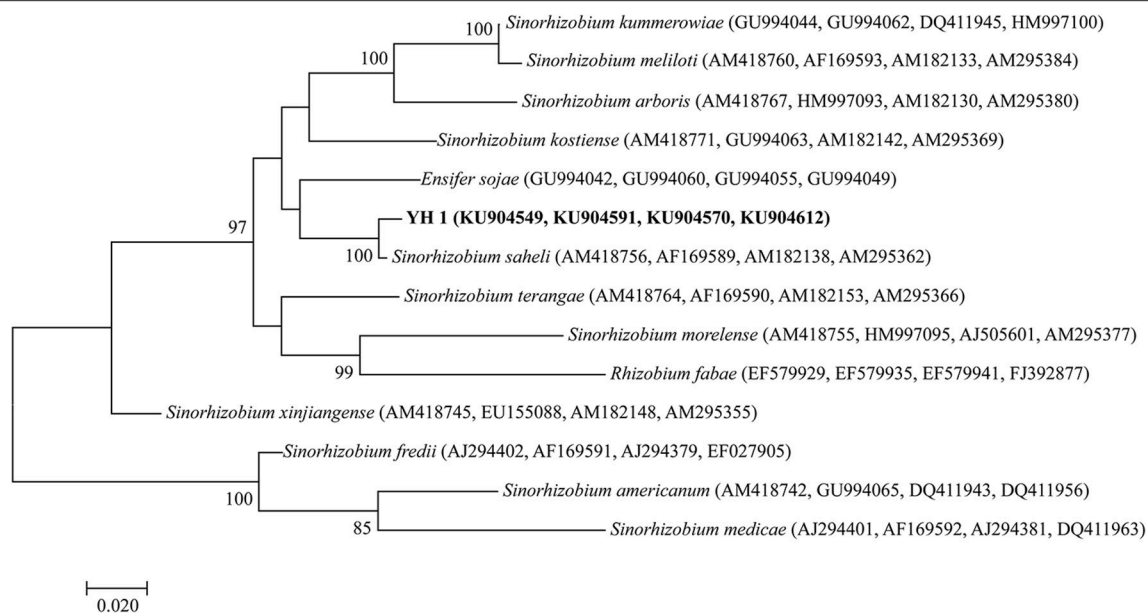 Sinorhizobium kummerowiae (GU994044, GU994062, DQ411945, HM997100)
100
Sinorhizobium meliloti (AM418760, AF169593, AM182133, AM295384)
100
Sinorhizobium arboris (AM418767, HM997093, AM182130, AM295380)
Sinorhizobium kostiense (AM418771, GU994063, AM182142, AM295369)
Ensifer sojae (GU994042, GU994060, GU994055, GU994049)
YH 1 (KU904549, KU904591, KU904570, KU904612)
97
100
Sinorhizobium saheli (AM418756, AF169589, AM182138, AM295362)
Sinorhizobium terangae (AM418764, AF169590, AM182153, AM295366)
Sinorhizobium morelense (AM418755, HM997095, AJ505601, AM295377)
99
Rhizobium fabae (EF579929, EF579935, EF579941, FJ392877)
Sinorhizobium xinjiangense (AM418745, EU155088, AM182148, AM295355)
Sinorhizobium fredii (AJ294402, AF169591, AJ294379, EF027905)
100
Sinorhizobium americanum (AM418742, GU994065, DQ411943, DQ411956)
85
Sinorhizobium medicae (AJ294401, AF169592, AJ294381, DQ411963)
0.020